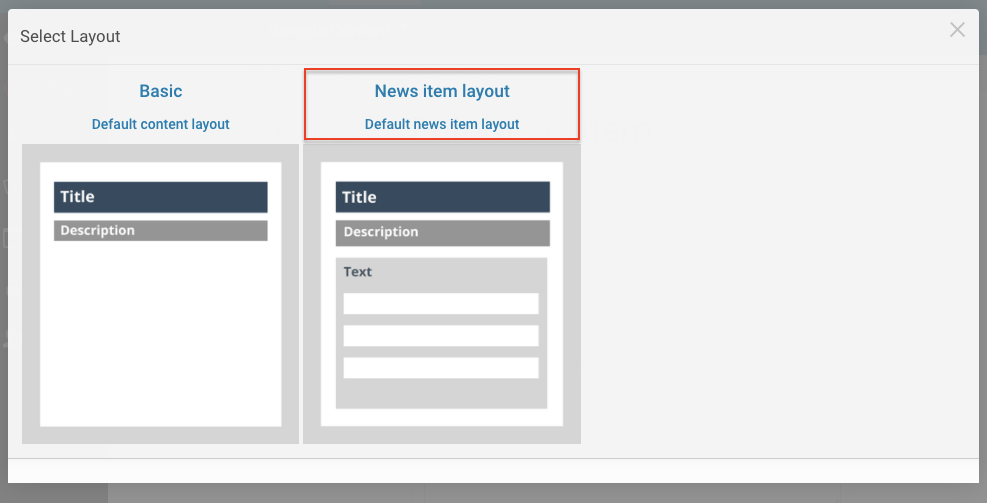 Select Layout
Basic
Default content layout
Title
Description
News item layout
Default news item layout
Title
Description
Text